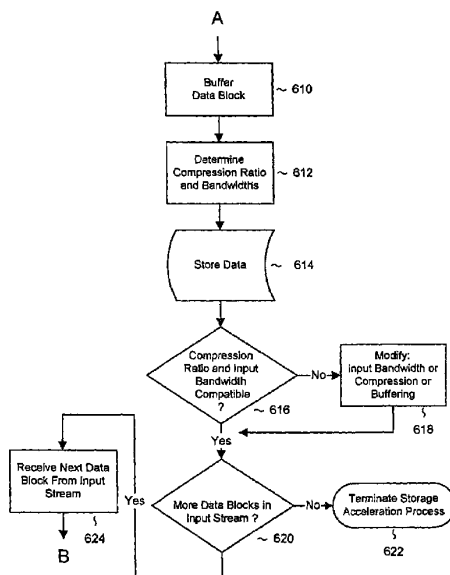 A
Buffer
Data Block
610
Determine
Compression Ratio
and Bandwidths
612
Store Data
614
Compression
Ratio and Input
Bandwidth
Compatible
?
616
No
Modify:
Input Bandwidth or
Compression or
Buffering
618
Yes
Receive Next Data
Block From Input
Stream
624
B
Yes
More Data Blocks in
Input Stream ?
620
No
Terminate Storage
Acceleration Process
622